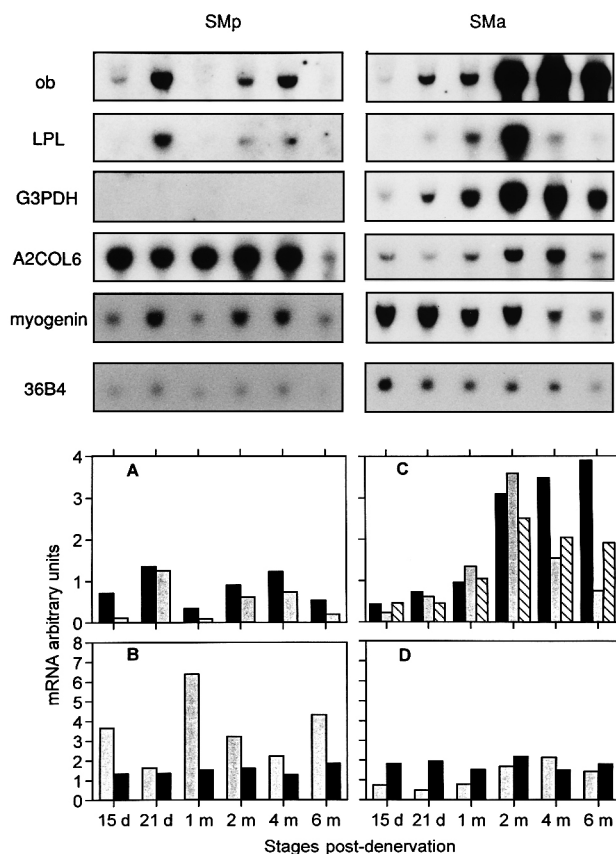 SMp SMa
ob
LPL
G3PDH
A2COL6
myogenin
36B4
4 A C
3
2
1
0
8 B D
7
6
5
4
3
2
1
0
mRNA arbitrary units
15 d 21 d 1 m 2 m 4 m 6 m 15 d 21 d 1 m 2 m 4 m 6 m
Stages post-denervation